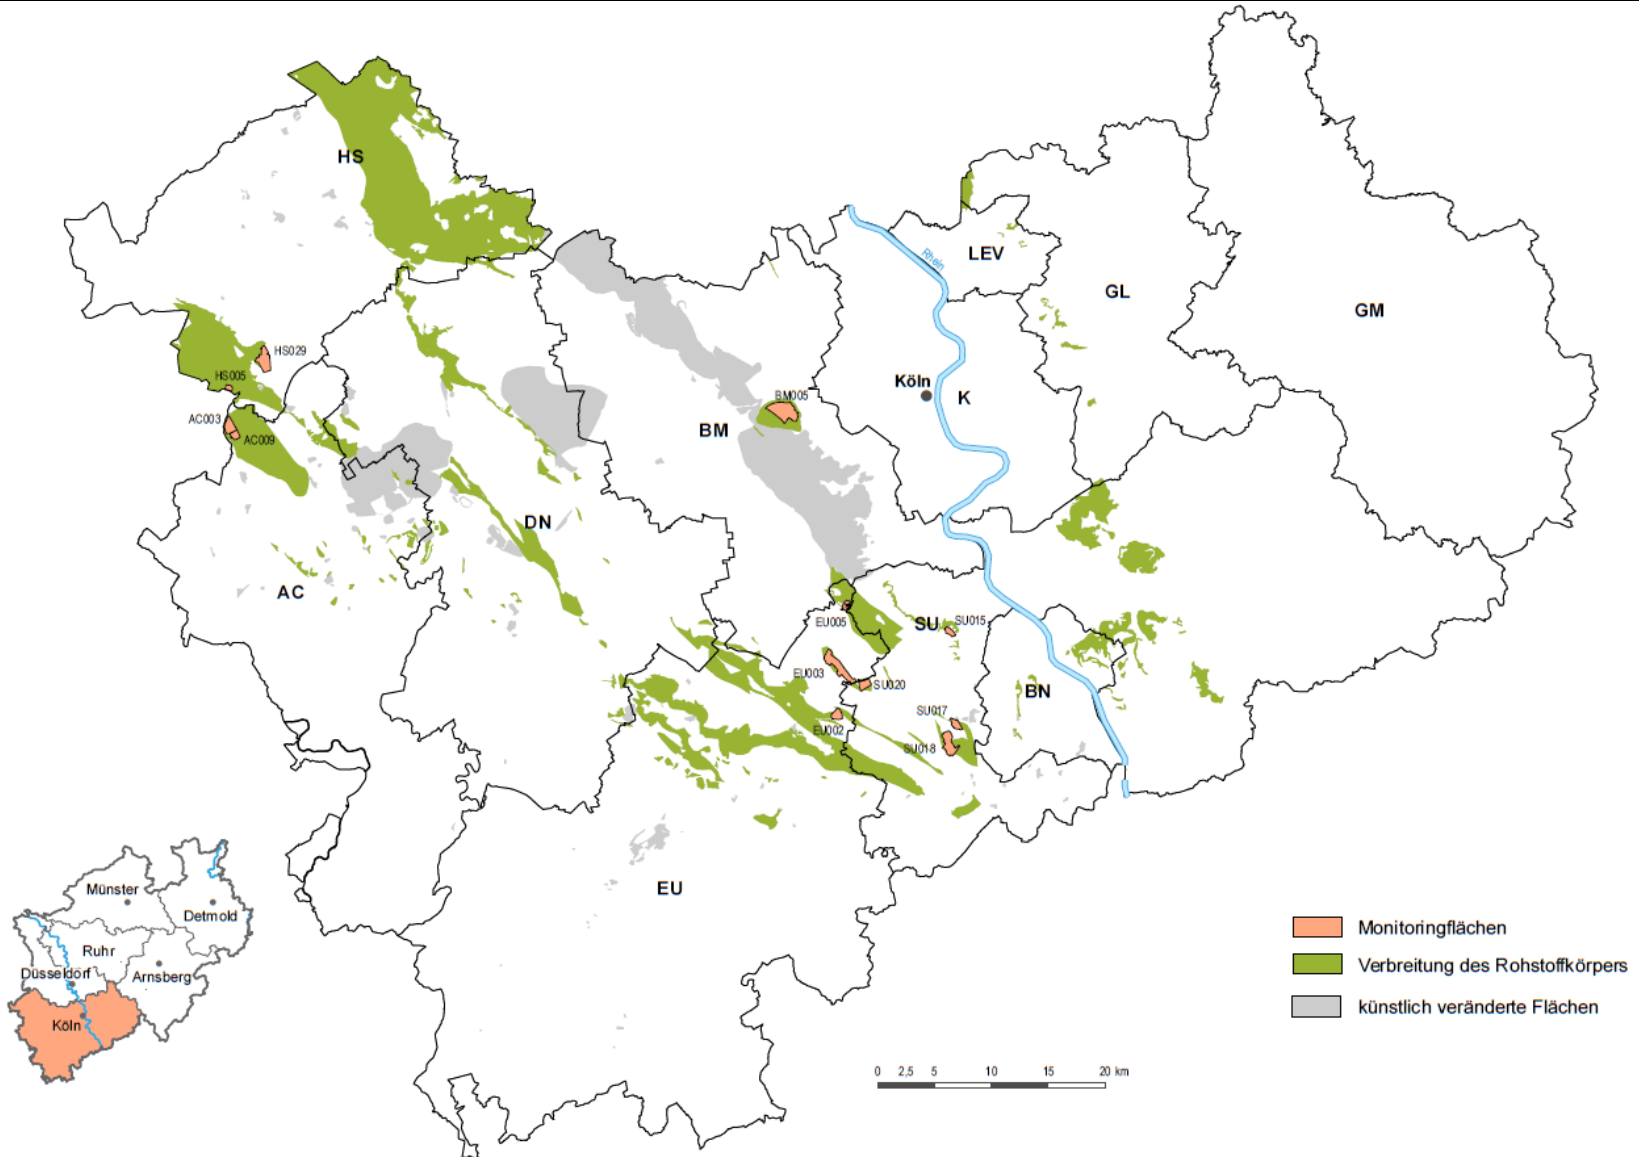 HS
Rhein
LEV
GL
GM
HS029
HS005
Köln
K
BM005
AC003
AC009
BM
DN
AC
EU005
SU
SU015
EU003
SU020
BN
SU017
EU002
SU018
EU
Münster
Detmold
Ruhr
Düsseldorf
Arnsberg
Köln
Monitoringflächen
Verbreitung des Rohstoffkörpers
künstlich veränderte Flächen
0 2,5 5 10 15 20 km